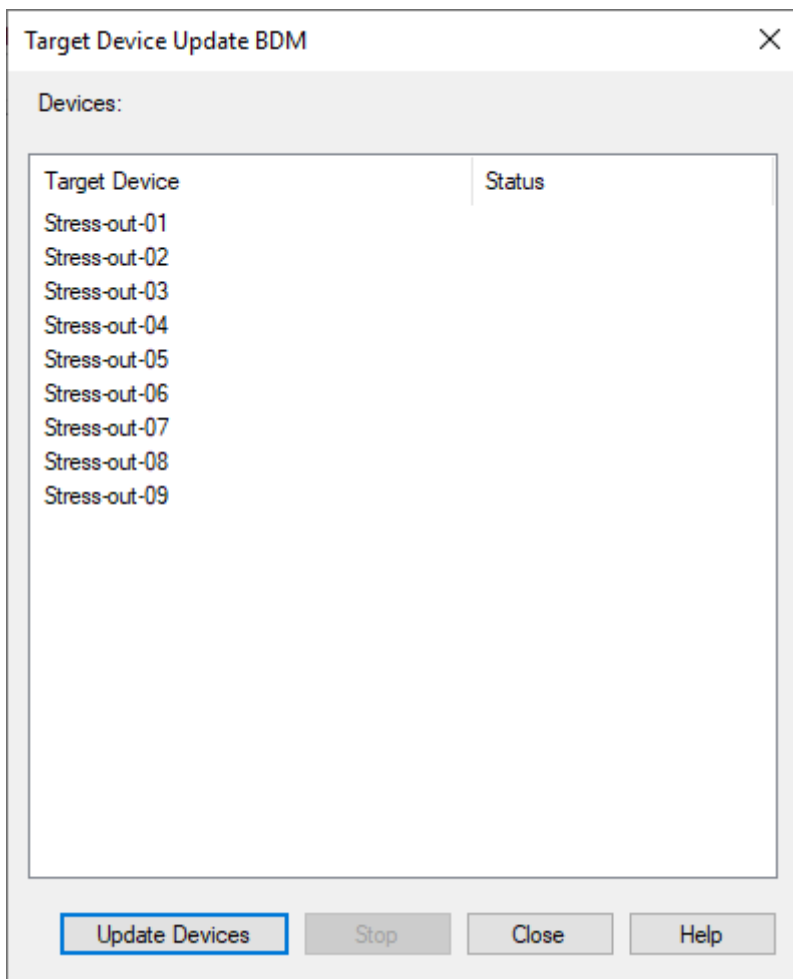 Target Device Update BDM
Devices:
Target Device Status
Stress-out-01
Stress-out-02
Stress-out-03
Stress-out-04
Stress-out-05
Stress-out-06
Stress-out-07
Stress-out-08
Stress-out-09
Update Devices Stop Close Help